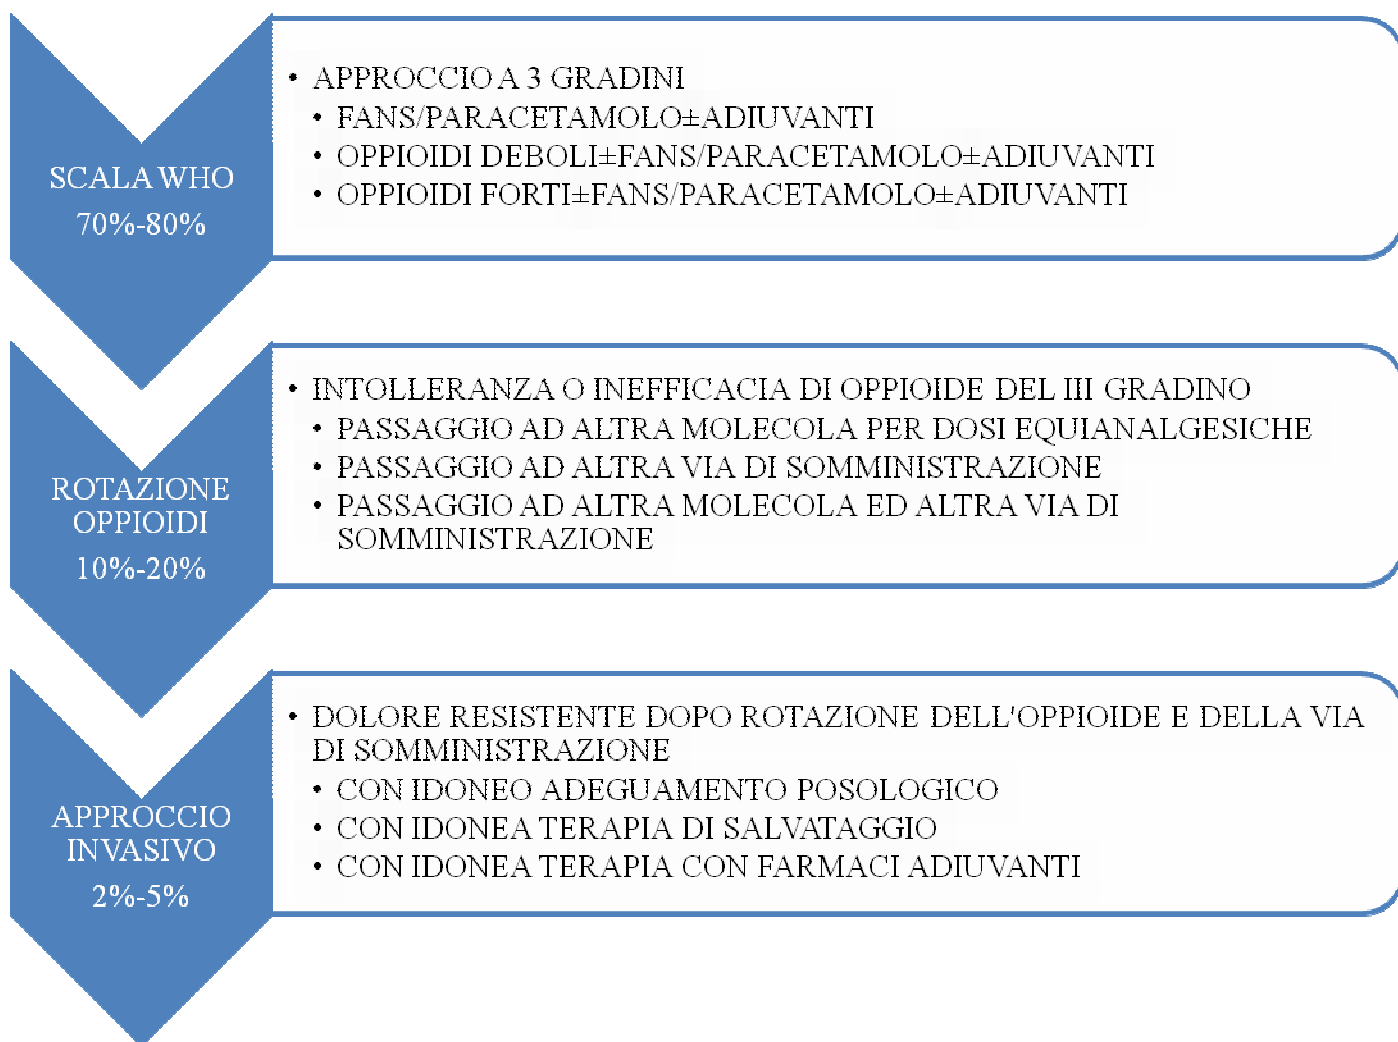 SCALA WHO
70%-80%
• APPROCCIO A 3 GRADINI
• FANS/PARACETAMOLO±ADIUVANTI
• OPPIOIDI DEBOLI±FANS/PARACETAMOLO±ADIUVANTI
• OPPIOIDI FORTI±FANS/PARACETAMOLO±ADIUVANTI
ROTAZIONE
OPPIOIDI
10%-20%
• INTOLLERANZA O INEFFICACIA DI OPPIOIDE DEL III GRADINO
• PASSAGGIO AD ALTRA MOLECOLA PER DOSI EQUIANALGESICHE
• PASSAGGIO AD ALTRA VIA DI SOMMINISTRAZIONE
• PASSAGGIO AD ALTRA MOLECOLA ED ALTRA VIA DI
SOMMINISTRAZIONE
APPROCCIO
INVASIVO
2%-5%
• DOLORE RESISTENTE DOPO ROTAZIONE DELL'OPPIOIDE E DELLA VIA
DI SOMMINISTRAZIONE
• CON IDONEO ADEGUAMENTO POSOLOGICO
• CON IDONEA TERAPIA DI SALVATAGGIO
• CON IDONEA TERAPIA CON FARMACI ADIUVANTI